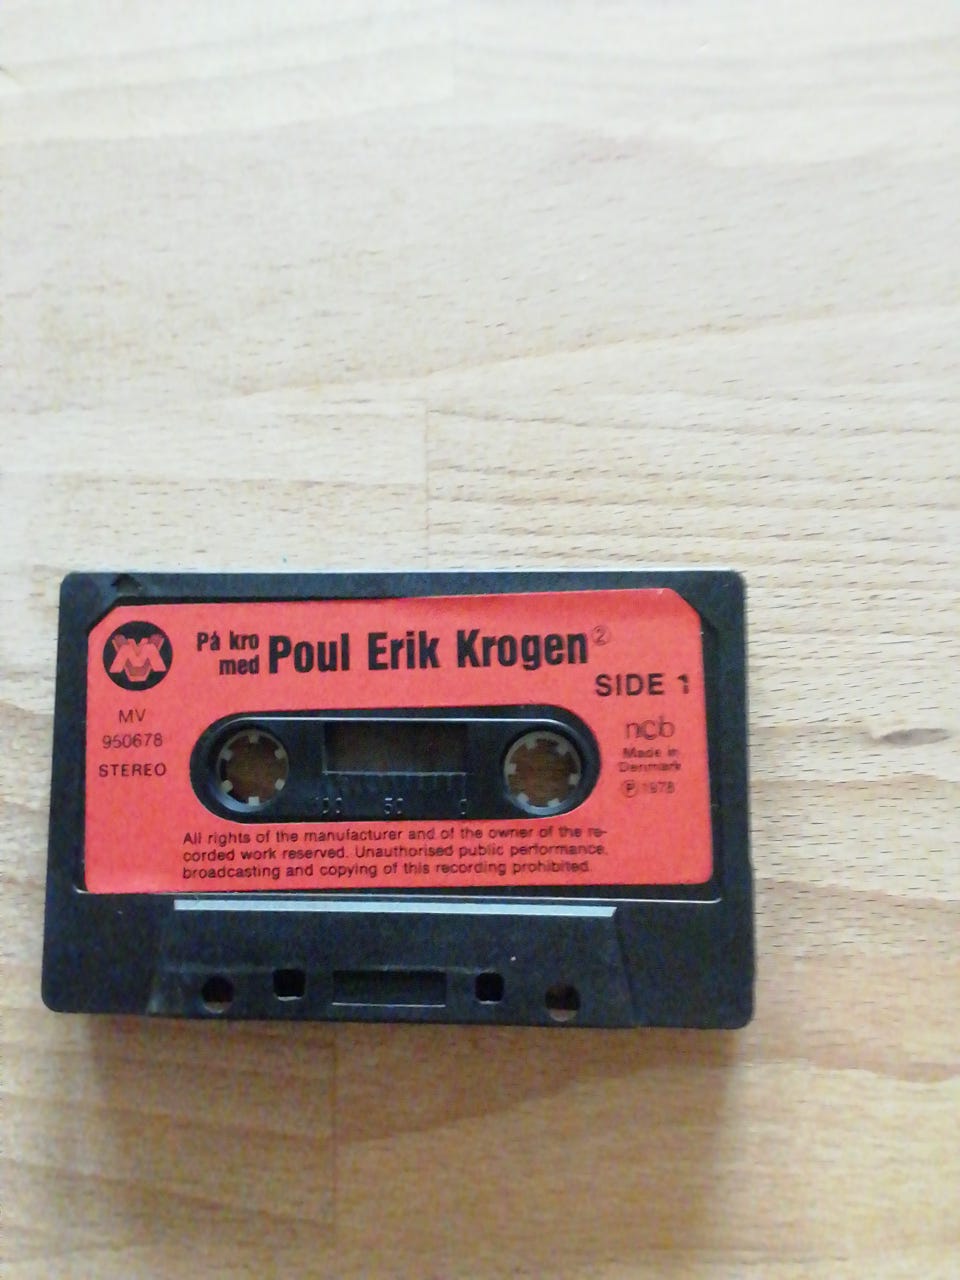 På kro
med Poul Erik Krogen ②
SIDE 1
MV
950678
STEREO
ncb
Made in
Denmark
Ⓟ 1978
100 50 0
All rights of the manufacturer and of the owner of the re-
corded work reserved. Unauthorised public performance,
broadcasting and copying of this recording prohibited.